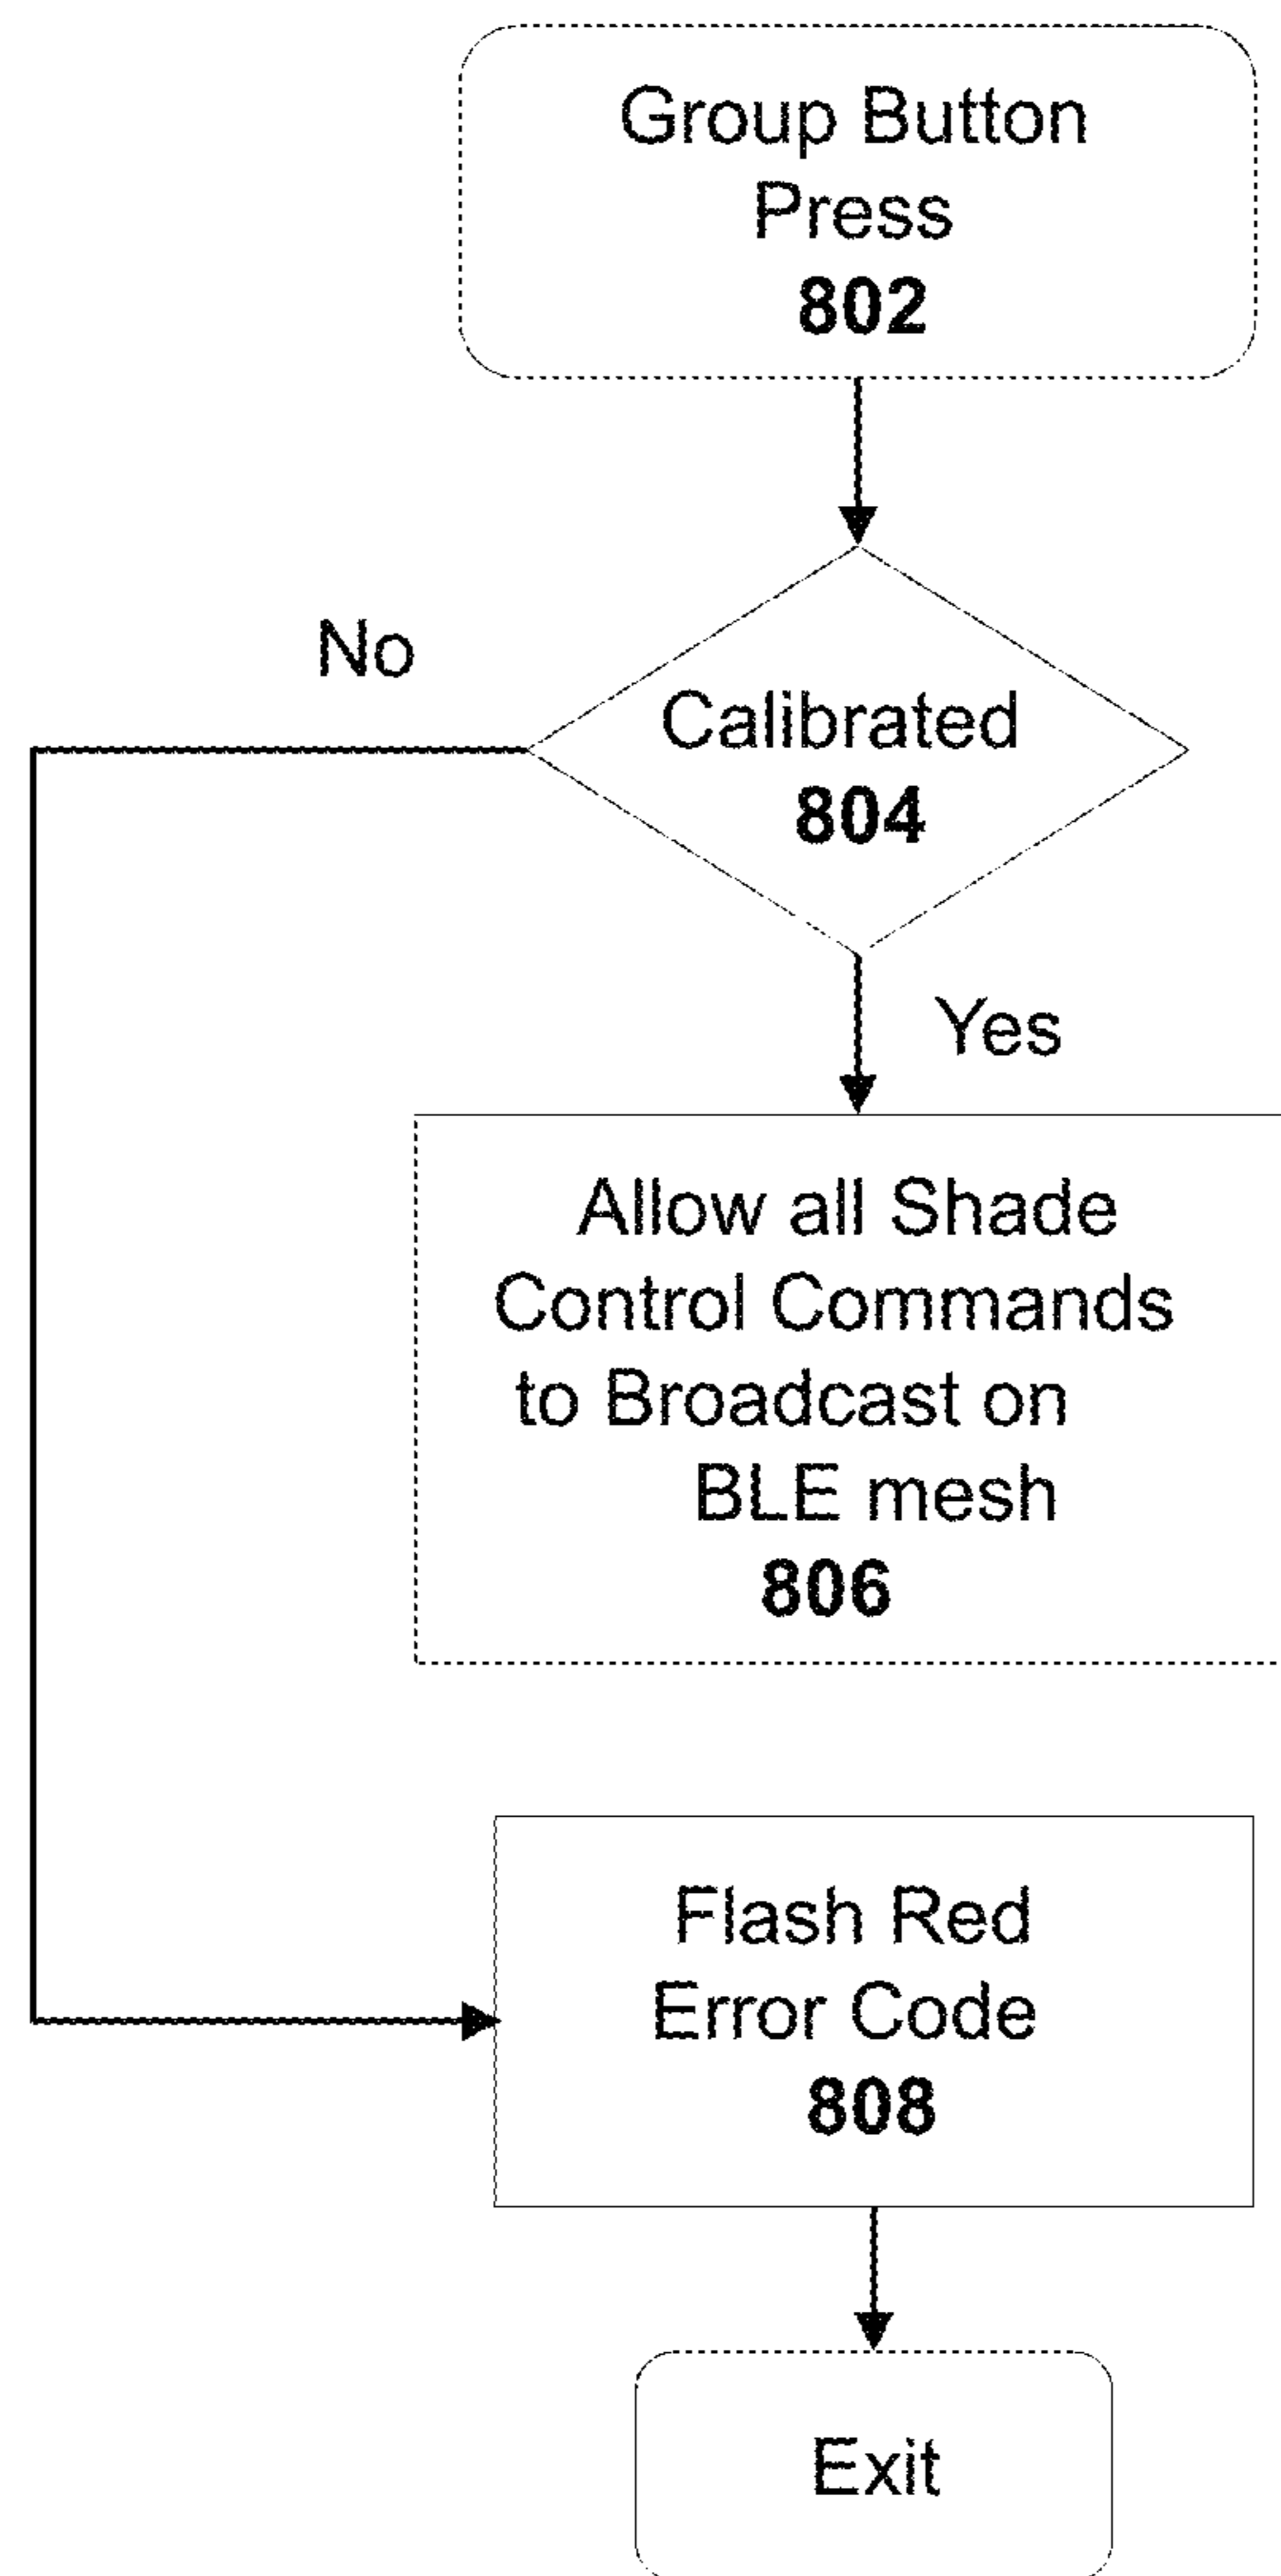 Group Button
Press
802
No
Calibrated
804
Yes
Allow all Shade
Control Commands
to Broadcast on
BLE mesh
806
Flash Red
Error Code
808
Exit